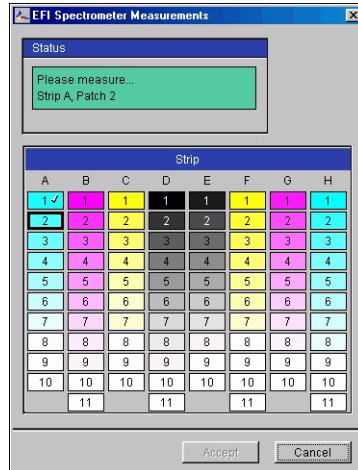 EFI Spectrometer Measurements
Status
Please measure...
Strip A, Patch 2
Strip
A B C D E F G H
1 1 1 1 1 1 1 1
2 2 2 2 2 2 2 2
3 3 3 3 3 3 3 3
4 4 4 4 4 4 4 4
5 5 5 5 5 5 5 5
6 6 6 6 6 6 6 6
7 7 7 7 7 7 7 7
8 8 8 8 8 8 8 8
9 9 9 9 9 9 9 9
10 10 10 10 10 10 10 10
11 11 11 11
Accept Cancel